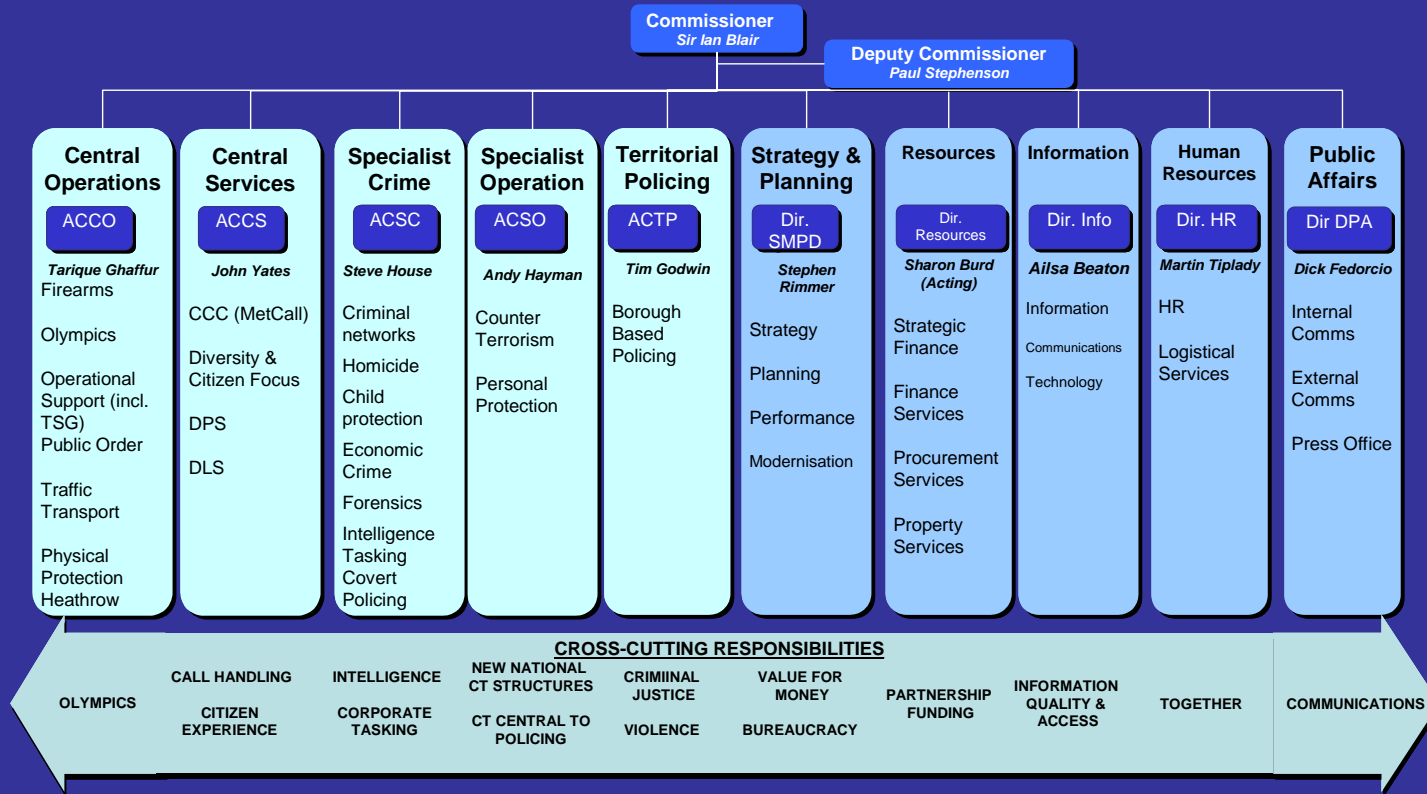 Commissioner
Sir Ian Blair
Deputy Commissioner
Paul Stephenson
Central
Operations
ACCO
Tarique Ghaffur
Firearms
Olympics
Operational
Support (incl.
TSG)
Public Order
Traffic
Transport
Physical
Protection
Heathrow
Central
Services
ACCS
John Yates
CCC (MetCall)
Diversity &
Citizen Focus
DPS
DLS
Specialist
Crime
ACSC
Steve House
Criminal
networks
Homicide
Child
protection
Economic
Crime
Forensics
Intelligence
Tasking
Covert
Policing
Specialist
Operation
ACSO
Andy Hayman
Counter
Terrorism
Personal
Protection
Territorial
Policing
ACTP
Tim Godwin
Borough
Based
Policing
Strategy &
Planning
Dir.
SMPD
Stephen
Rimmer
Strategy
Planning
Performance
Modernisation
Resources
Dir.
Resources
Sharon Burd
(Acting)
Strategic
Finance
Finance
Services
Procurement
Services
Property
Services
Information
Dir. Info
Ailsa Beaton
Information
Communications
Technology
Human
Resources
Dir. HR
Martin Tiplady
HR
Logistical
Services
Public
Affairs
Dir DPA
Dick Fedorcio
Internal
Comms
External
Comms
Press Office
CROSS-CUTTING RESPONSIBILITIES
OLYMPICS
CALL HANDLING
CITIZEN
EXPERIENCE
INTELLIGENCE
CORPORATE
TASKING
NEW NATIONAL
CT STRUCTURES
CT CENTRAL TO
POLICING
CRIMIINAL
JUSTICE
VIOLENCE
VALUE FOR
MONEY
BUREAUCRACY
PARTNERSHIP
FUNDING
INFORMATION
QUALITY &
ACCESS
TOGETHER
COMMUNICATIONS